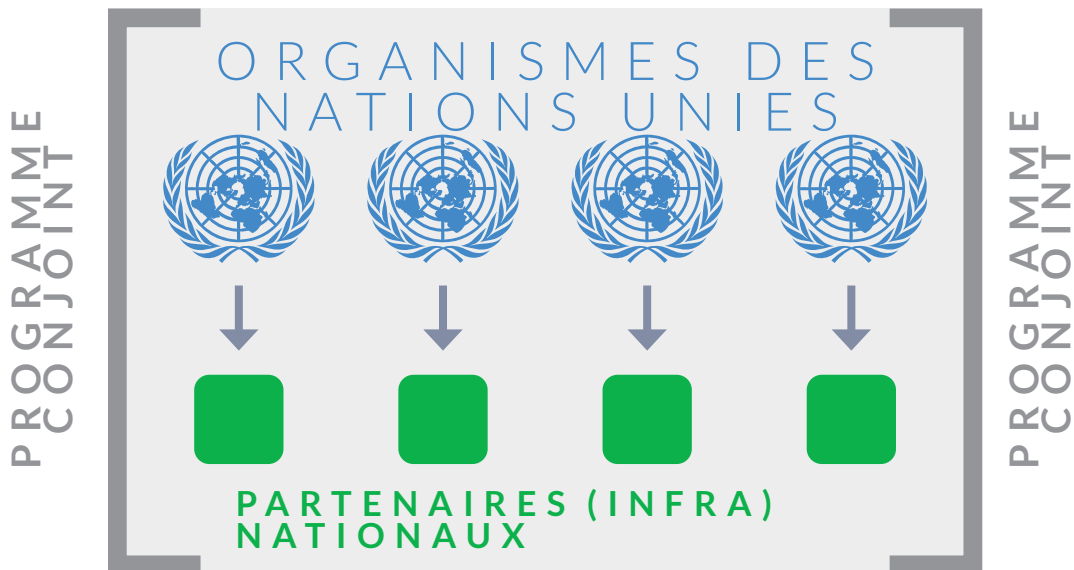 ORGANISMES DES
NATIONS UNIES
PROGRAMME
CONJOINT
PROGRAMME
CONJOINT
PARTENAIRES (INFRA)
NATIONAUX